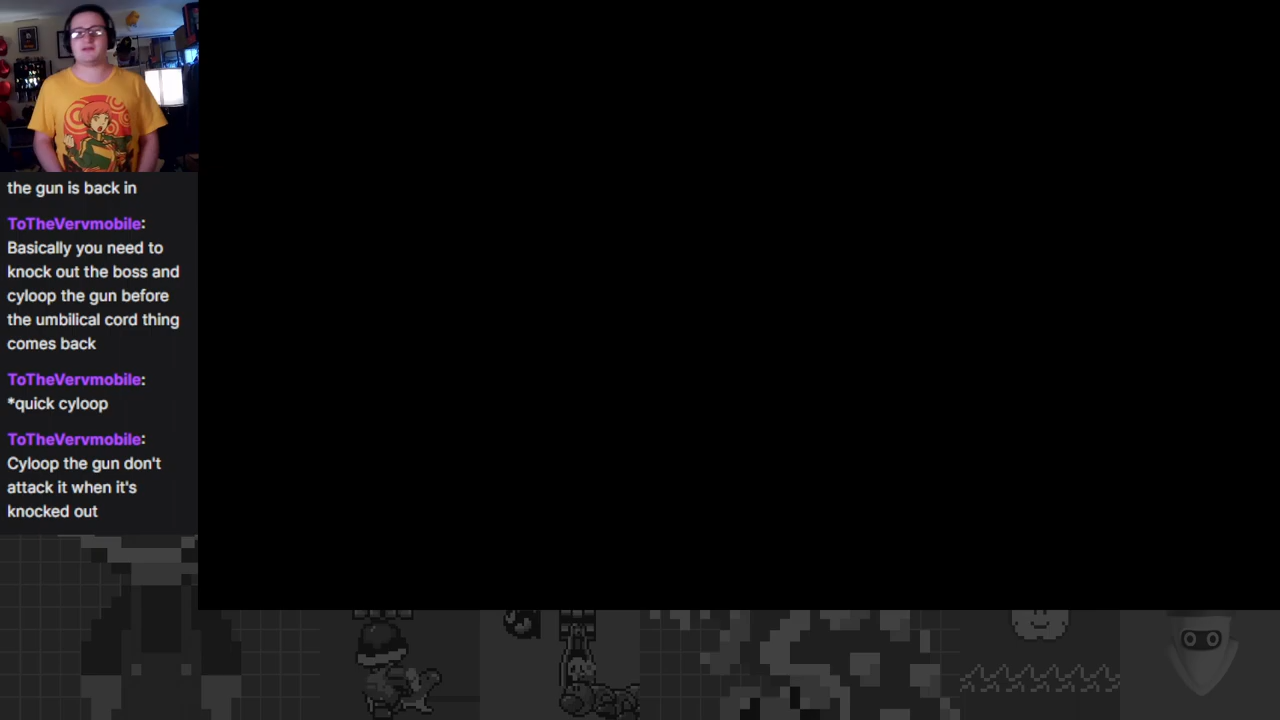 the gun is back in
ToTheVervmobile:
Basically you need to
knock out the boss and
cyloop the gun before
the umbilical cord thing
comes back
ToTheVervmobile:
*quick cyloop
ToTheVervmobile:
Cyloop the gun don't
attack it when it's
knocked out